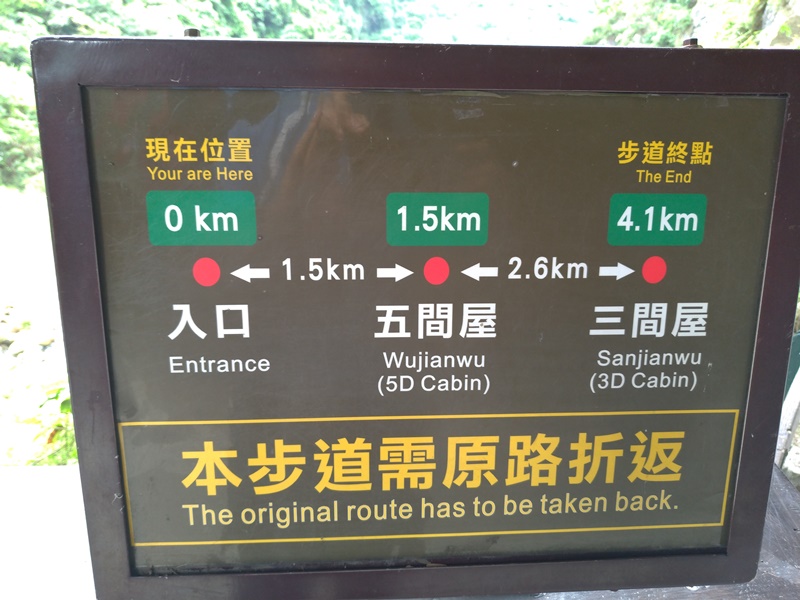 現在位置 步道終點
Your are Here The End
0 km 1.5km 4.1km
1.5km 2.6km
入口 五間屋 三間屋
Entrance Wujianwu Sanjianwu
(5D Cabin) (3D Cabin)
本步道需原路折返
The original route has to be taken back.